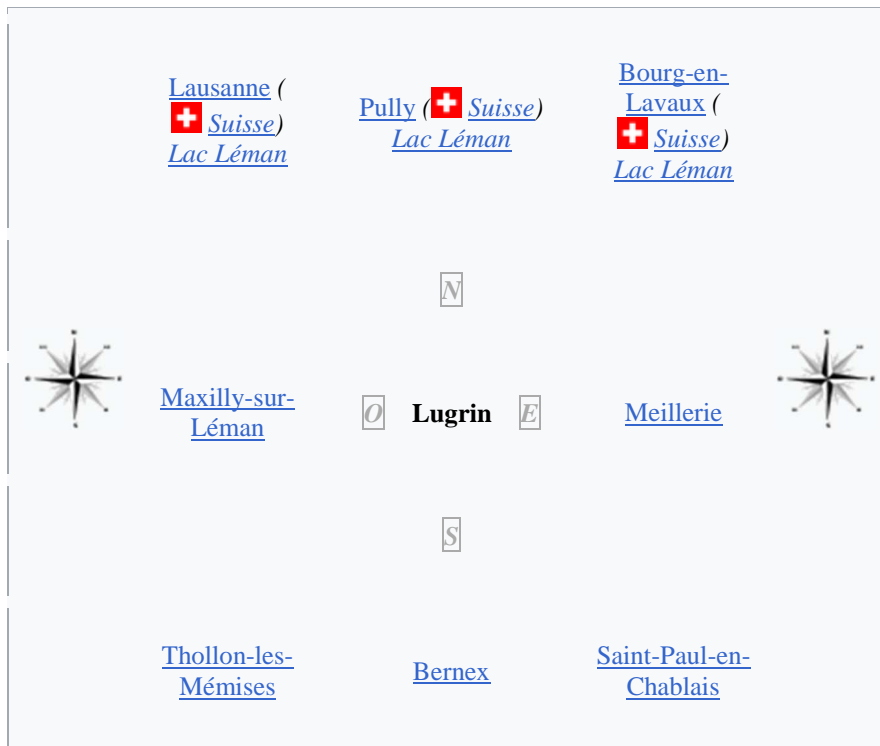 Lausanne (
Suisse)
Lac Léman
Pully ( Suisse)
Lac Léman
Bourg-en-
Lavaux (
Suisse)
Lac Léman
N
Maxilly-sur-
Léman
O Lugrin E
Meillerie
S
Thollon-les-
Mémises
Bernex
Saint-Paul-en-
Chablais